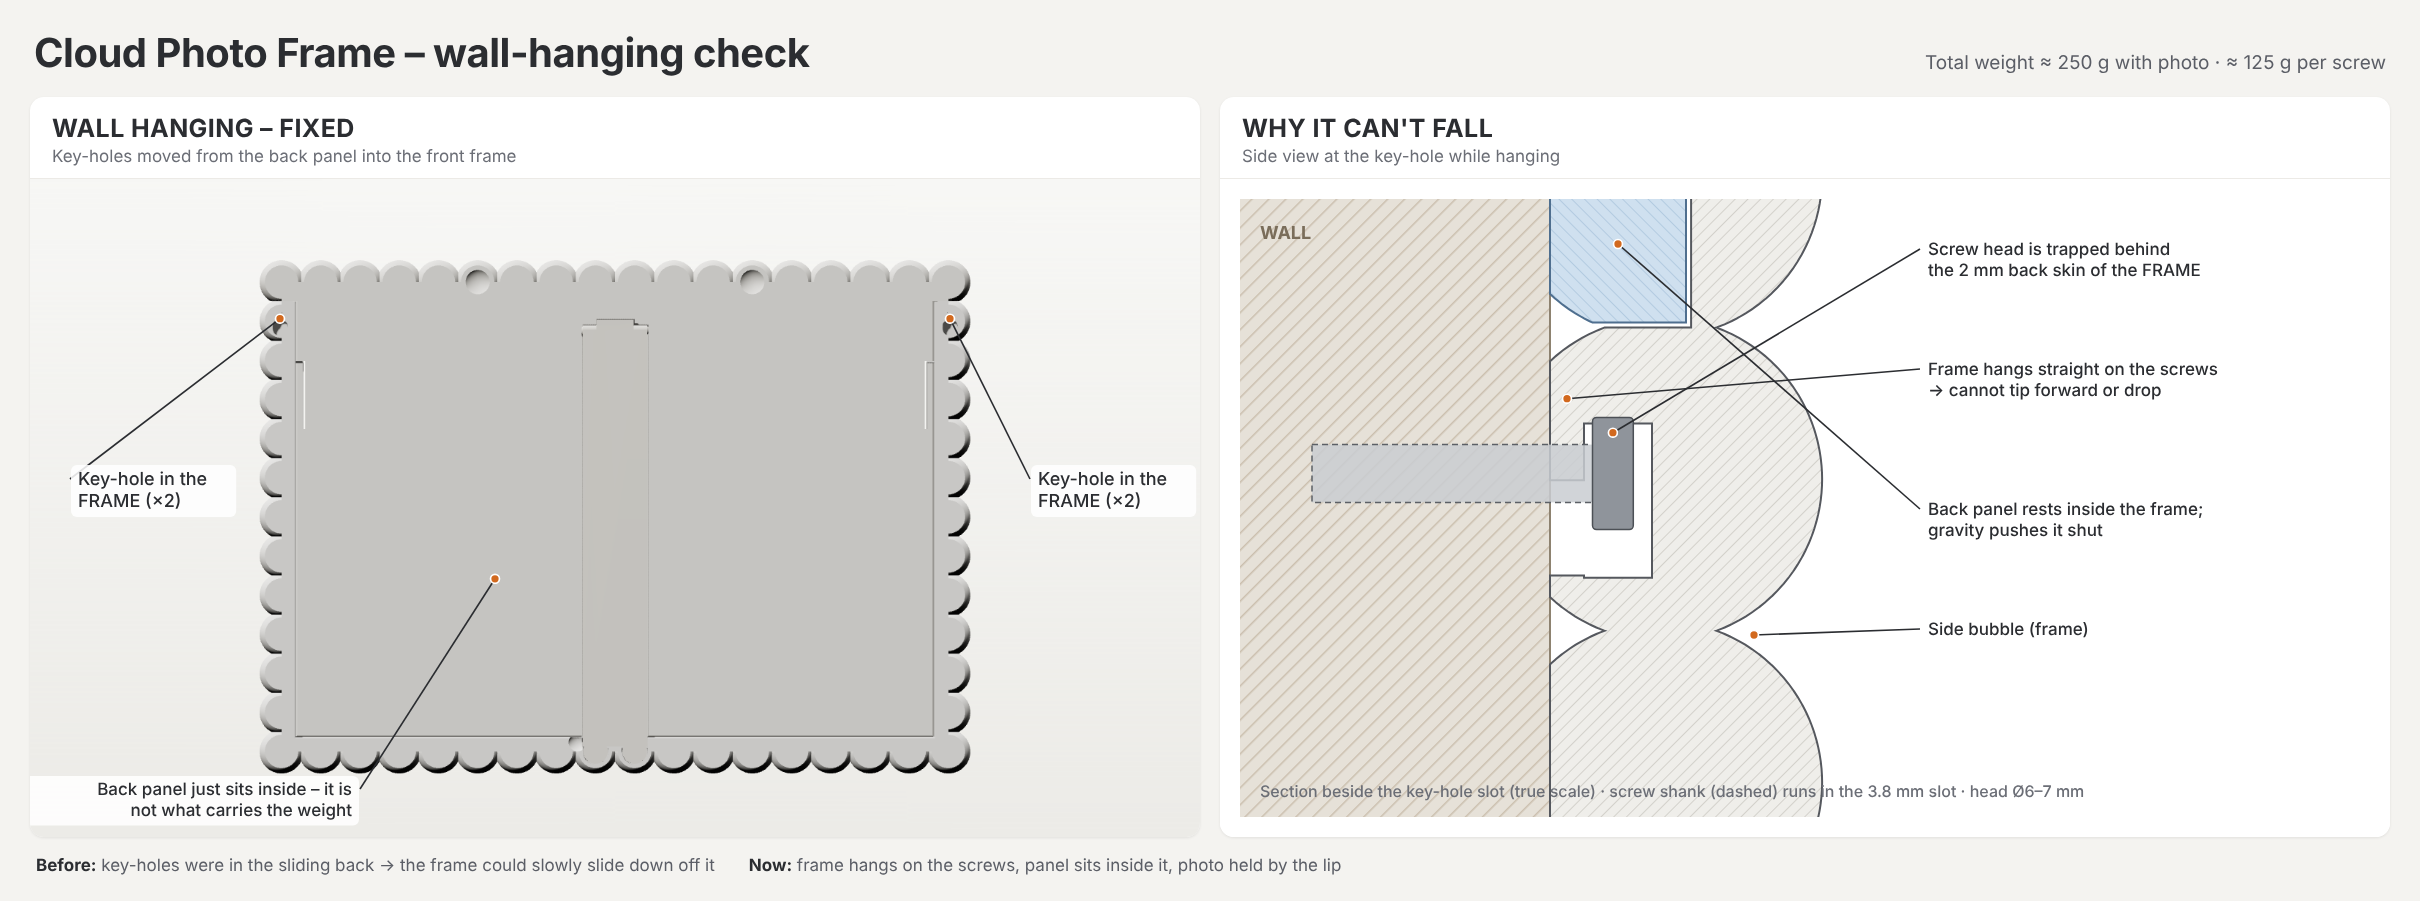 Cloud Photo Frame – wall-hanging check
Total weight ≈ 250 g with photo · ≈ 125 g per screw
WALL HANGING – FIXED
Key-holes moved from the back panel into the front frame
Key-hole in the
FRAME (×2)
Key-hole in the
FRAME (×2)
Back panel just sits inside – it is
not what carries the weight
WHY IT CAN'T FALL
Side view at the key-hole while hanging
WALL
Screw head is trapped behind
the 2 mm back skin of the FRAME
Frame hangs straight on the screws
→ cannot tip forward or drop
Back panel rests inside the frame;
gravity pushes it shut
Side bubble (frame)
Section beside the key-hole slot (true scale) · screw shank (dashed) runs in the 3.8 mm slot · head Ø6–7 mm
Before: key-holes were in the sliding back → the frame could slowly slide down off it Now: frame hangs on the screws, panel sits inside it, photo held by the lip